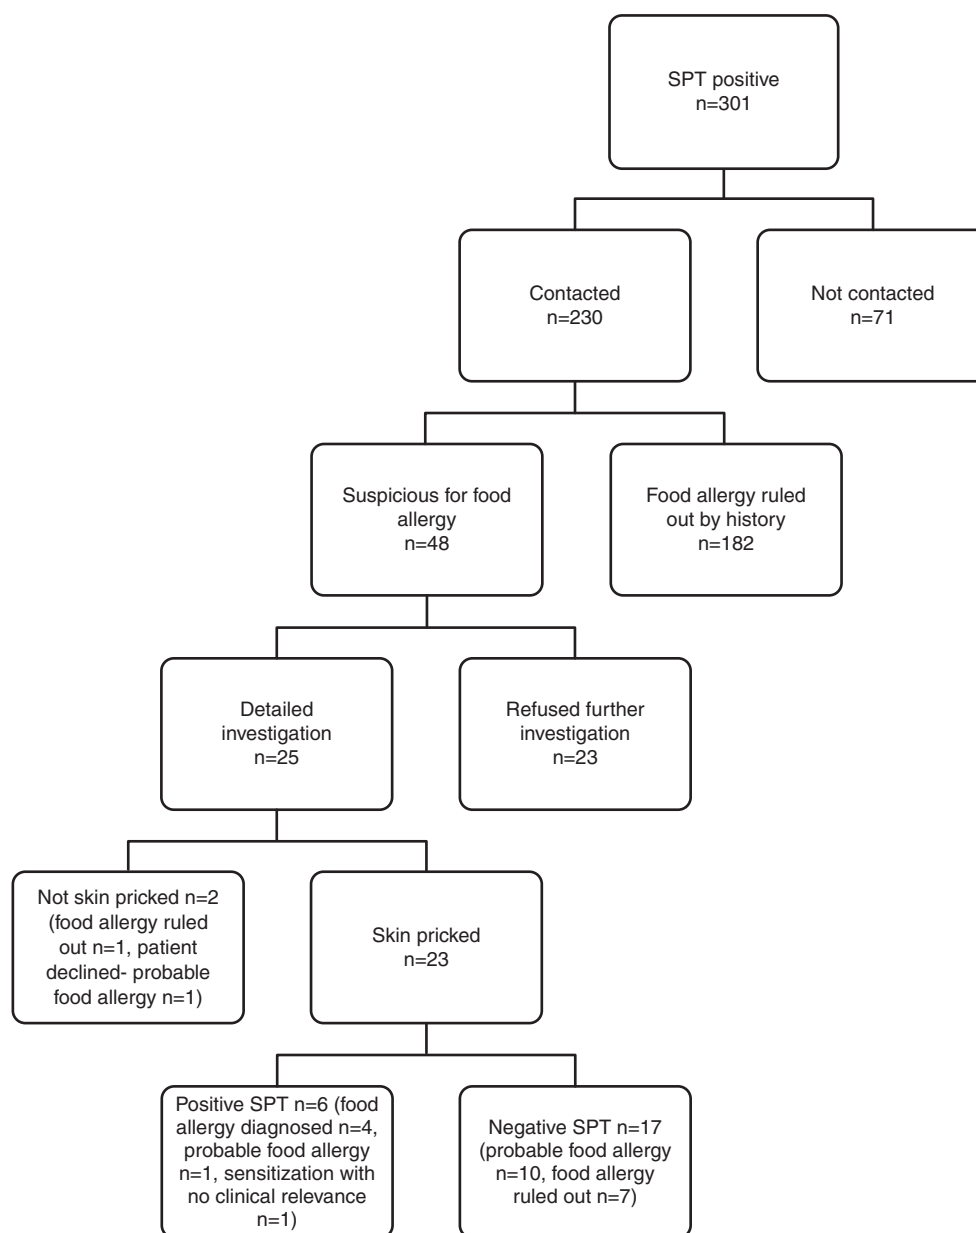 SPT positive
n=301
Contacted
n=230
Not contacted
n=71
Suspicious for food
allergy
n=48
Food allergy ruled
out by history
n=182
Detailed
investigation
n=25
Refused further
investigation
n=23
Not skin pricked n=2
(food allergy ruled
out n=1, patient
declined- probable
food allergy n=1)
Skin pricked
n=23
Positive SPT n=6 (food
allergy diagnosed n=4,
probable food allergy
n=1, sensitization with
no clinical relevance
n=1)
Negative SPT n=17
(probable food allergy
n=10, food allergy
ruled out n=7)